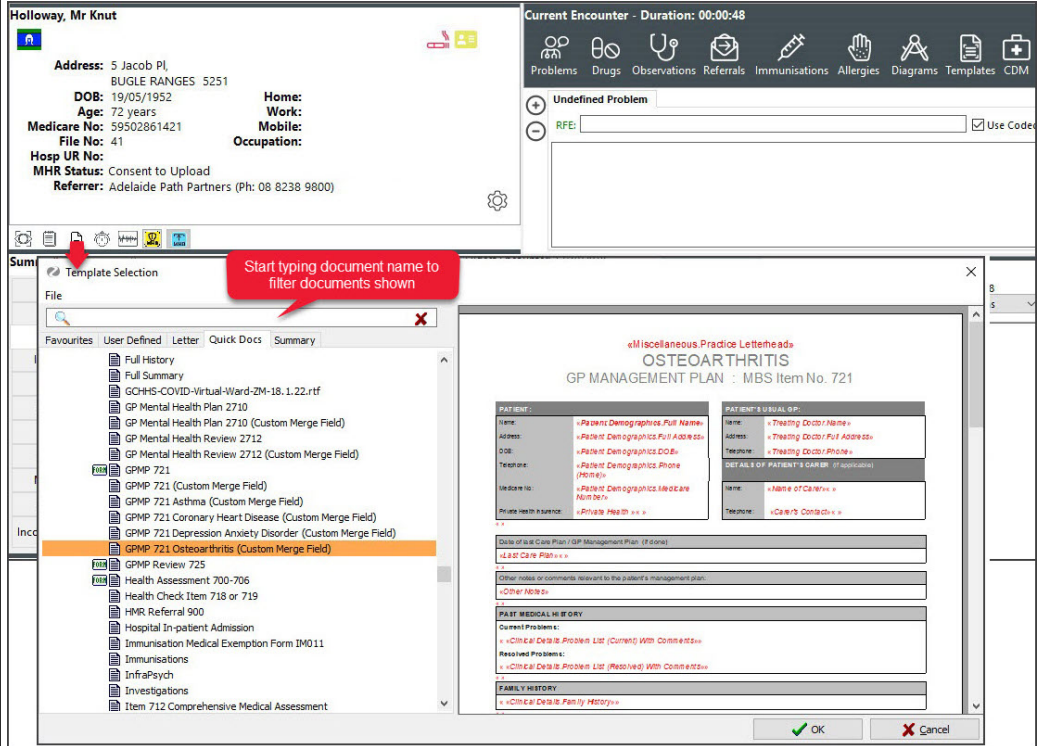 Holloway, Mr Knut
Address: 5 Jacob Pl,
BUGLE RANGES 5251
DOB: 19/05/1952 Home:
Age: 72 years Work:
Medicare No: 59502861421 Mobile:
File No: 41 Occupation:
Hosp UR No:
MHR Status: Consent to Upload
Referrer: Adelaide Path Partners (Ph: 08 8238 9800)
Current Encounter - Duration: 00:00:48
Problems Drugs Observations Referrals Immunisations Allergies Diagrams Templates CDM
Undefined Problem
RFE:
Use Coded
Summ
Template Selection
Start typing document name to
filter documents shown
File
Favourites User Defined Letter Quick Docs Summary
Full History
Full Summary
GCHHS-COVID-Virtual-Ward-ZM-18.1.22.rtf
GP Mental Health Plan 2710
GP Mental Health Plan 2710 (Custom Merge Field)
GP Mental Health Review 2712
GP Mental Health Review 2712 (Custom Merge Field)
FORM GPMP 721
GPMP 721 (Custom Merge Field)
GPMP 721 Asthma (Custom Merge Field)
GPMP 721 Coronary Heart Disease (Custom Merge Field)
GPMP 721 Depression Anxiety Disorder (Custom Merge Field)
GPMP 721 Osteoarthritis (Custom Merge Field)
FORM GPMP Review 725
FORM Health Assessment 700-706
Health Check Item 718 or 719
HMR Referral 900
Hospital In-patient Admission
Immunisation Medical Exemption Form IM011
Immunisations
InfraPsych
Investigations
Item 712 Comprehensive Medical Assessment
Inco
«Miscellaneous.Practice Letterhead»
OSTEOARTHRITIS
GP MANAGEMENT PLAN : MBS Item No. 721
PATIENT:
Name: «Patient Demographics.Full Name»
Address: «Patient Demographics.Full Address»
DOB: «Patient Demographics.DOB»
Telephone: «Patient Demographics.Phone
(Home)»
Medicare No: «Patient Demographics.Medicare
Number»
Private Health Insurance: «Private Health »« »
PATIENT'S USUAL GP:
Name: «Treating Doctor.Name»
Address: «Treating Doctor.Full Address»
Telephone: «Treating Doctor.Phone»
DETAILS OF PATIENT'S CARER (if applicable)
Name: «Name of Carer»« »
Telephone: «Carer's Contact»« »
Date of last Care Plan / GP Management Plan (if done)
«Last Care Plan»« »
Other notes or comments relevant to the patient's management plan:
«Other Notes»
PAST MEDICAL HISTORY
Current Problems:
« «Clinical Details.Problem List (Current) With Comments»»
Resolved Problems:
« «Clinical Details.Problem List (Resolved) With Comments»»
FAMILY HISTORY
« «Clinical Details.Family History»»
OK Cancel